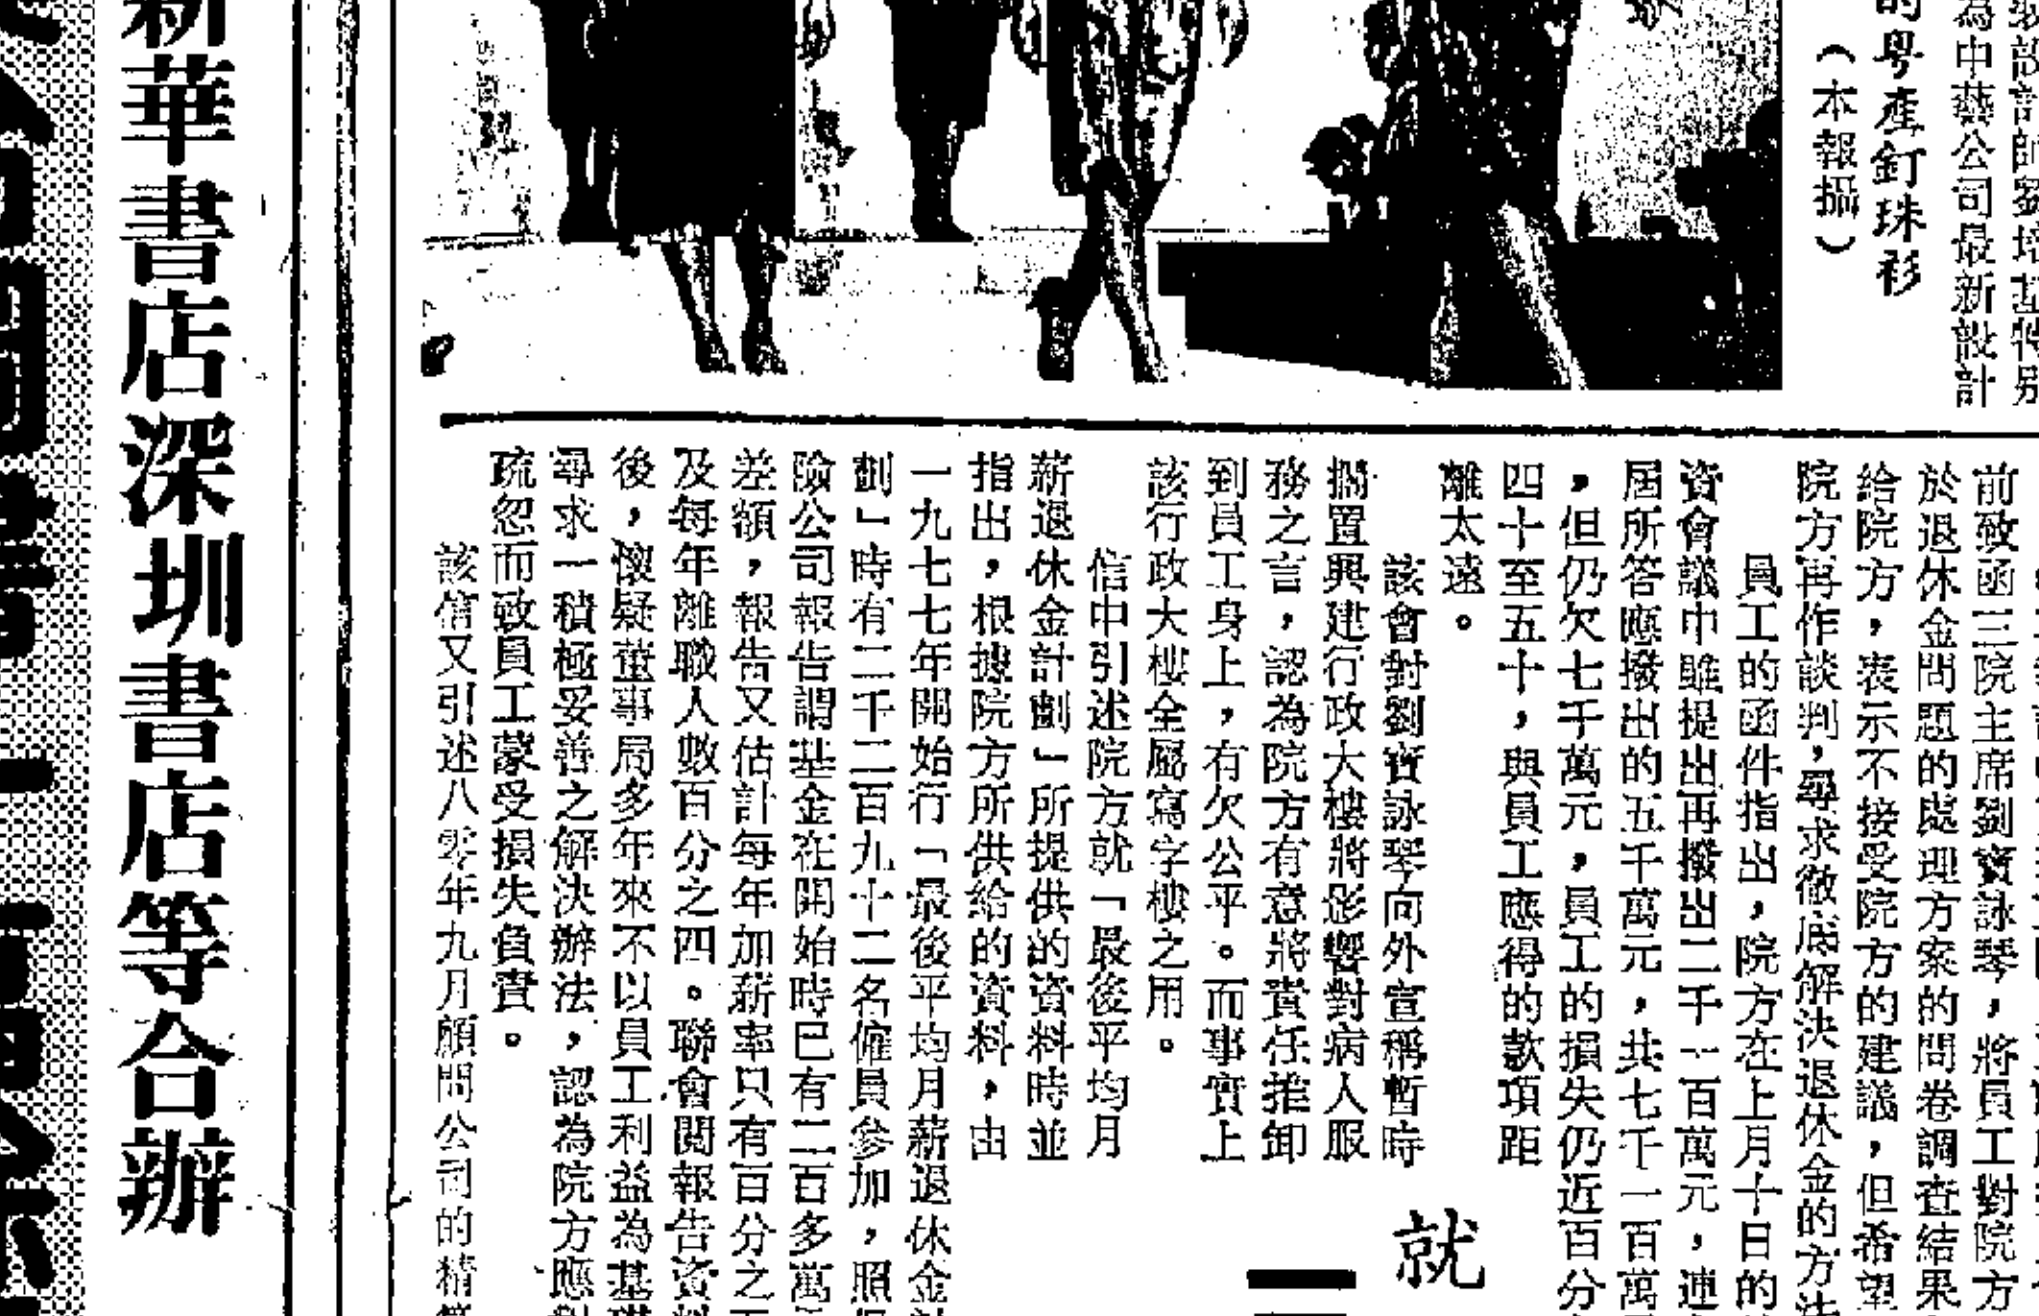 為中藝公司最新設計
的粵產釘珠衫
（本報攝）
前致函三院主席劉寶詠琴，將員工對院方
於退休金問題的處理方案的問卷調查結果
給院方，表示不接受院方的建議，但希望
院方再作談判，尋求徹底解決退休金的方法
員工的函件指出，院方在上月十日的
資會議中雖提出再撥出二千一百萬元，連
屆所答應撥出的五千萬元，共七千一百萬
，但仍欠七千萬元，員工的損失仍近百分
四十至五十，與員工應得的款項距
離太遠。
該會對劉寶詠琴向外宣稱暫時
擱置興建行政大樓將影響對病人服
務之言，認為院方有意將責任推卸
到員工身上，有欠公平。而事實上
該行政大樓全屬寫字樓之用。
信中引述院方就「最後平均月
薪退休金計劃」所提供的資料時並
指出，根據院方所供給的資料，由
一九七七年開始行「最後平均月薪退休金計
劃」時有二千二百九十二名僱員參加，照
險公司報告謂基金在開始時已有二百多萬
差額，報告又估計每年加薪率只有百分之
及每年離職人數百分之四。聯會閱報告資料
後，懷疑董事局多年來不以員工利益為基礎
尋求一積極妥善之解決辦法，認為院方應
疏忽而致員工蒙受損失負責。
該信又引述八零年九月顧問公司的精
就
新華書店深圳書店等合辦